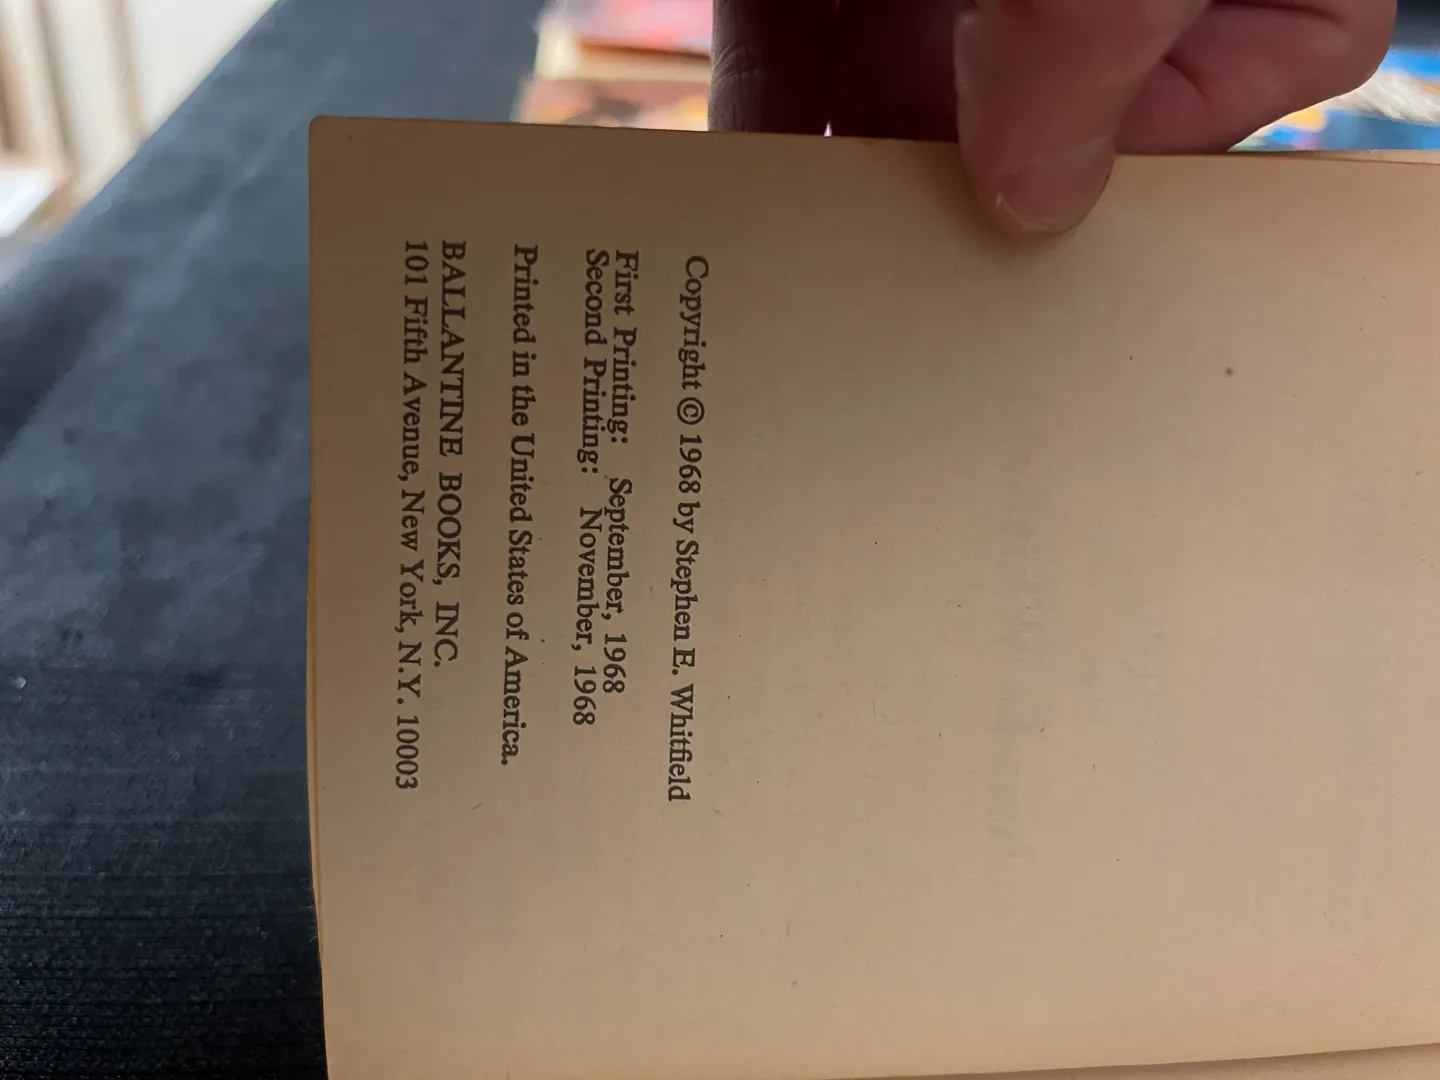 Copyright © 1968 by Stephen E. Whitfield
First Printing: September, 1968
Second Printing: November, 1968
Printed in the United States of America.
BALLANTINE BOOKS, INC.
101 Fifth Avenue, New York, N.Y. 10003